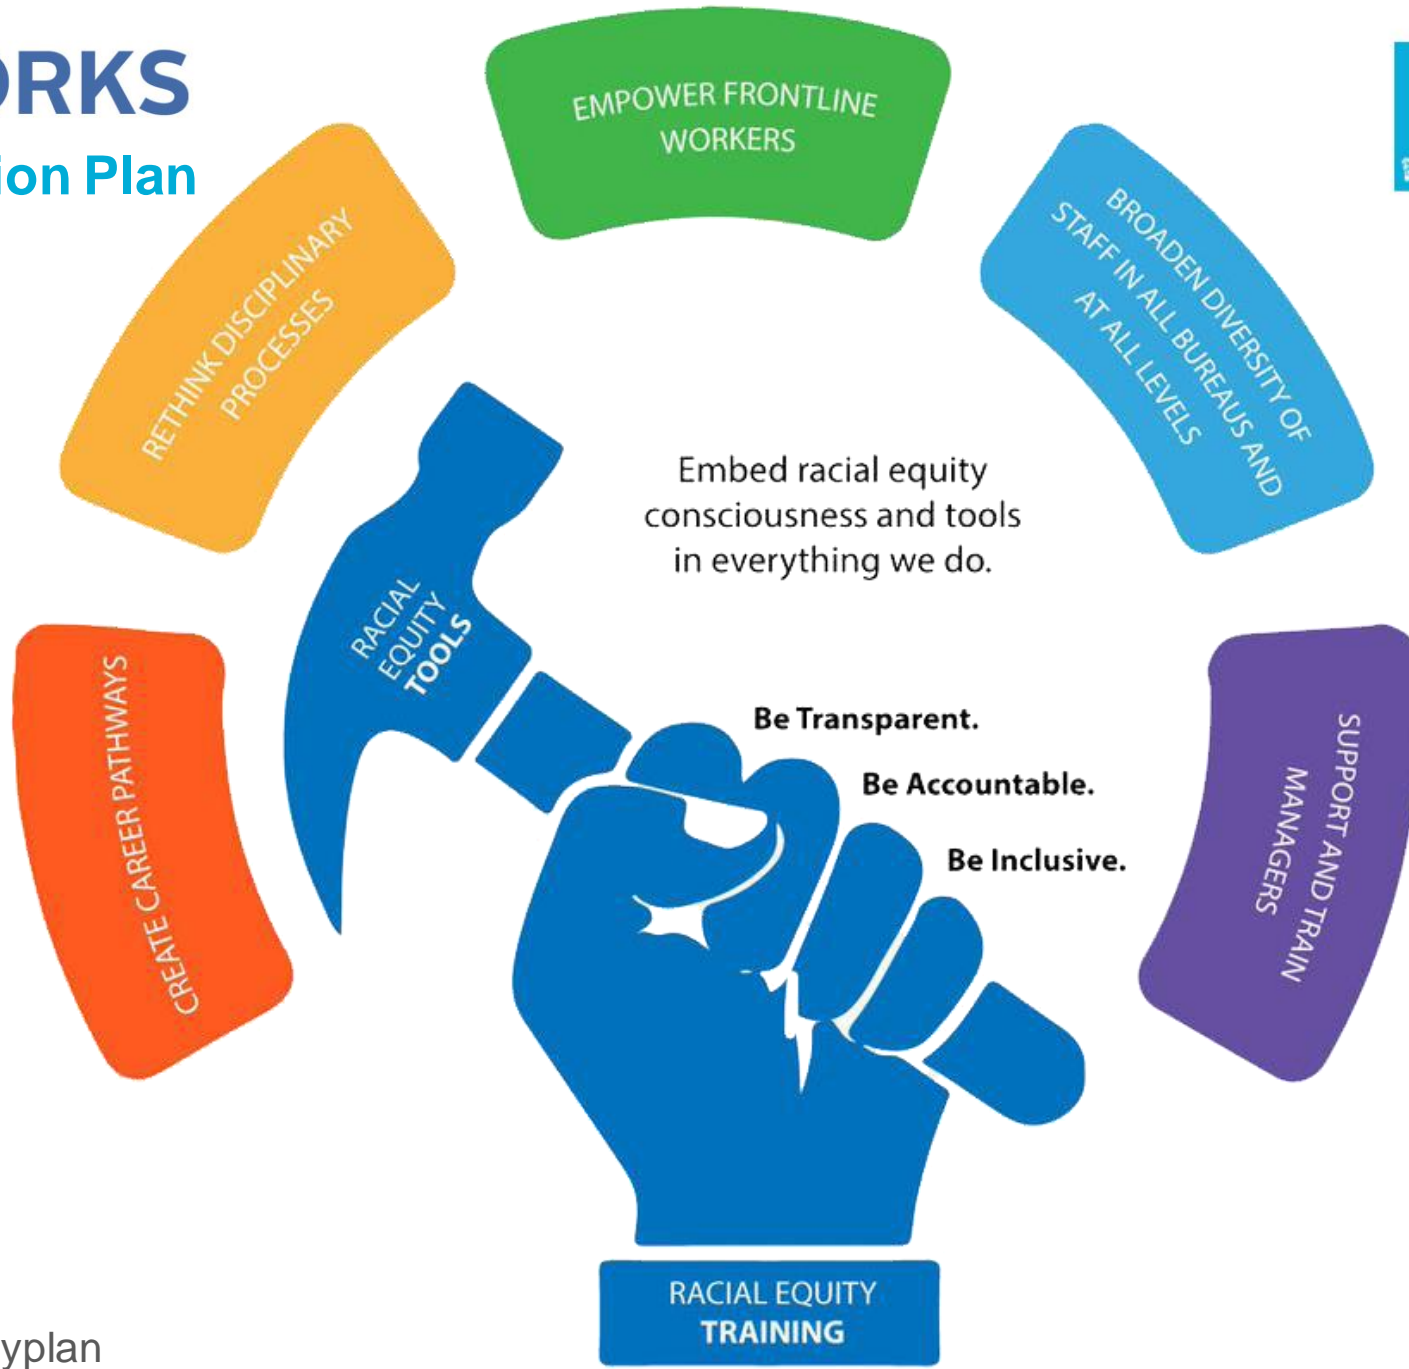 ORKS
ion Plan
EMPOWER FRONTLINE
WORKERS
RETHINK DISCIPLINARY
PROCESSES
BROADEN DIVERSITY OF
STAFF IN ALL BUREAUS AND
AT ALL LEVELS
CREATE CAREER PATHWAYS
SUPPORT AND TRAIN
MANAGERS
Embed racial equity
consciousness and tools
in everything we do.
RACIAL
EQUITY
TOOLS
Be Transparent.
Be Accountable.
Be Inclusive.
RACIAL EQUITY
TRAINING
yplan